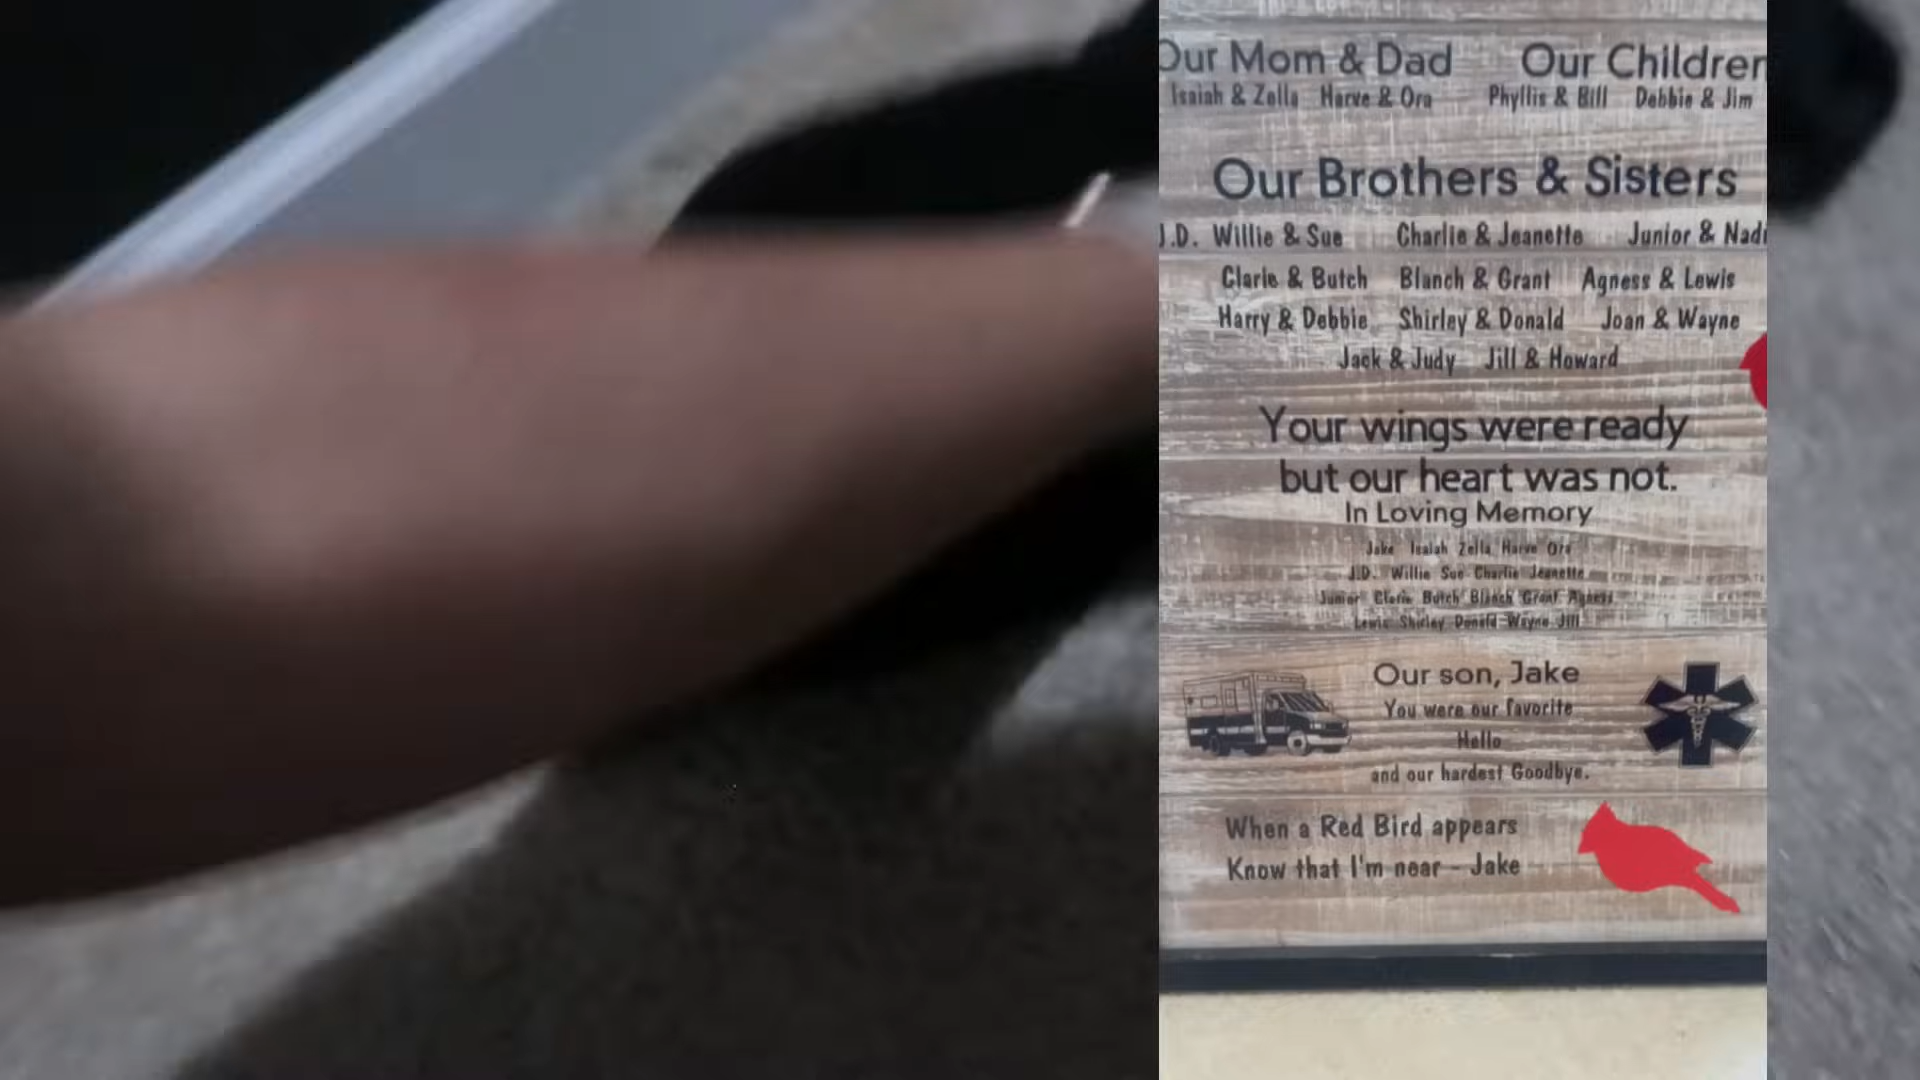 Our Mom & Dad Our Children
Isaiah & Zella Harve & Ora Phyllis & Bill Debbie & Jim
Our Brothers & Sisters
J.D. Willie & Sue Charlie & Jeanette Junior & Nadi
Clarie & Butch Blanch & Grant Agness & Lewis
Harry & Debbie Shirley & Donald Joan & Wayne
Jack & Judy Jill & Howard
Your wings were ready
but our heart was not.
In Loving Memory
Jake Isaiah Zella Harve Ora
J.D. Willie Sue Charlie Jeanette
Junior Clarie Butch Blanch Grant Agness
Lewis Shirley Donald Wayne Jill
Our son, Jake
You were our favorite
Hello
and our hardest Goodbye.
When a Red Bird appears
Know that I'm near - Jake